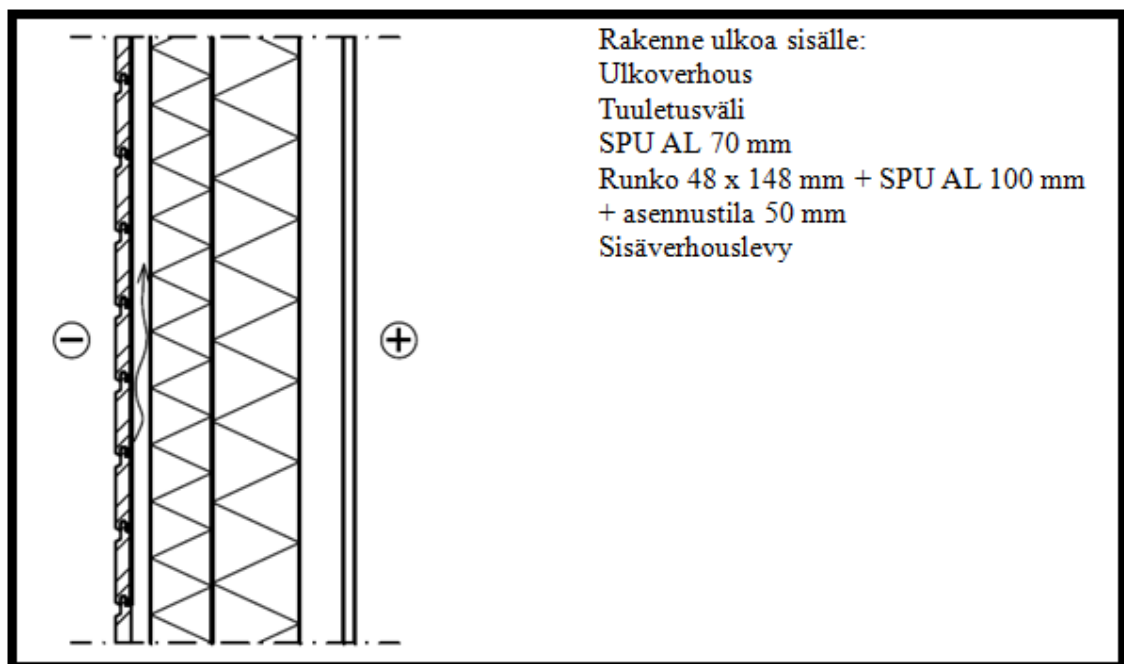 Rakenne ulkoa sisälle:
Ulkoverhous
Tuuletusväli
SPU AL 70 mm
Runko 48 x 148 mm + SPU AL 100 mm
+ asennustila 50 mm
Sisäverhouslevy
− +